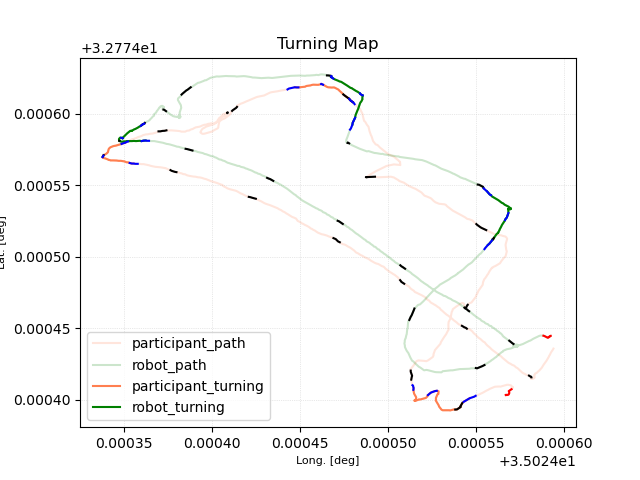 Turning Map
+3.2774e1
0.00060
0.00055
0.00050
0.00045
0.00040
Lat. [deg]
participant_path
robot_path
participant_turning
robot_turning
0.00035 0.00040 0.00045 0.00050 0.00055 0.00060
Long. [deg]
+3.5024e1